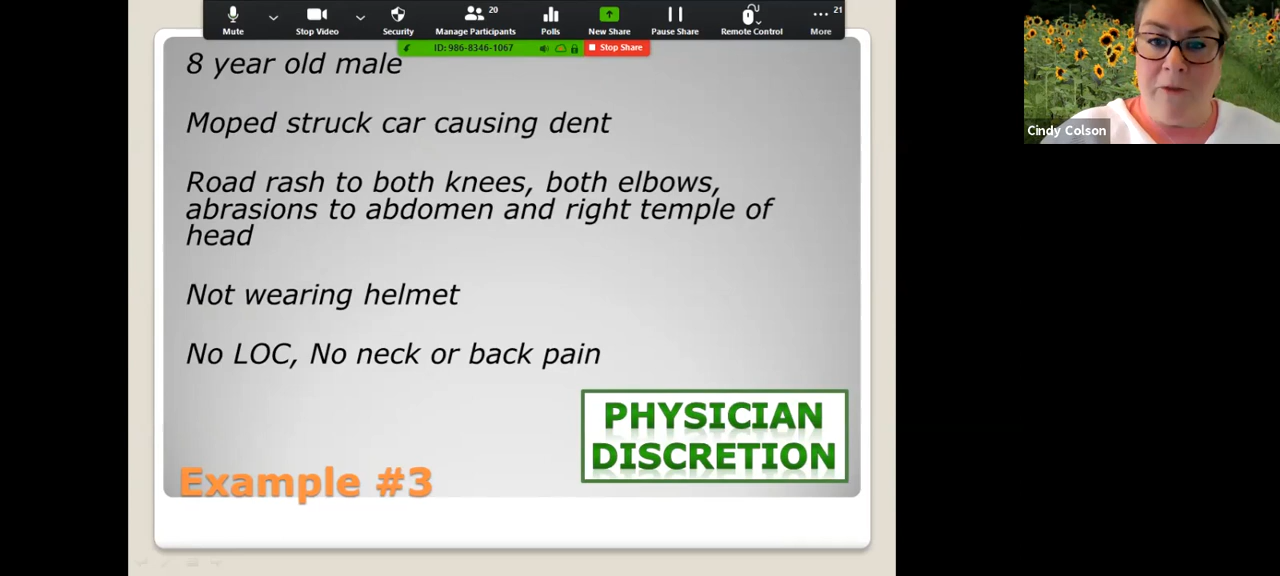 Mute
Stop Video
Security
20
Manage Participants
Polls
New Share
Pause Share
Remote Control
21
More
ID: 986-8346-1067
Stop Share
8 year old male
Moped struck car causing dent
Road rash to both knees, both elbows,
abrasions to abdomen and right temple of
head
Not wearing helmet
No LOC, No neck or back pain
PHYSICIAN
DISCRETION
Example #3
Cindy Colson